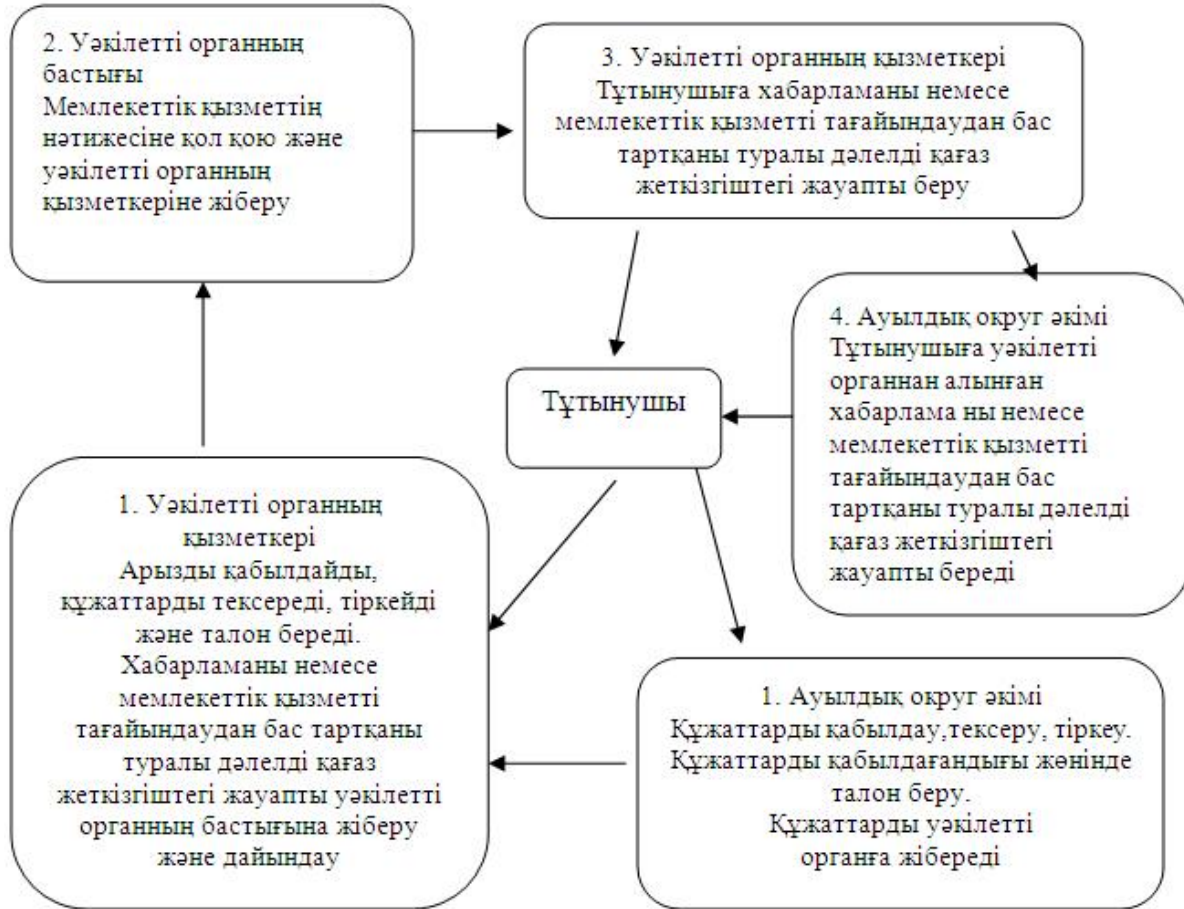 2. Уәкілетті органның
бастығы
Мемлекеттік қызметтің
нәтижесіне қол қою және
уәкілетті органның
қызметкеріне жіберу
3. Уәкілетті органның қызметкері
Тұтынушыға хабарламаны немесе
мемлекеттік қызметті тағайындаудан бас
тартқаны туралы дәлелді қағаз
жеткізгіштегі жауапты беру
4. Ауылдық округ әкімі
Тұтынушыға уәкілетті
органнан алынған
хабарлама ны немесе
мемлекеттік қызметті
тағайындаудан бас
тартқаны туралы дәлелді
қағаз жеткізгіштегі
жауапты береді
Тұтынушы
1. Уәкілетті органның
қызметкері
Арызды қабылдайды,
құжаттарды тексереді, тіркейді
және талон береді.
Хабарламаны немесе
мемлекеттік қызметті
тағайындаудан бас тартқаны
туралы дәлелді қағаз
жеткізгіштегі жауапты уәкілетті
органның бастығына жіберу
және дайындау
1. Ауылдық округ әкімі
Құжаттарды қабылдау,тексеру, тіркеу.
Құжаттарды қабылдағандығы жөнінде
талон беру.
Құжаттарды уәкілетті
органға жібереді